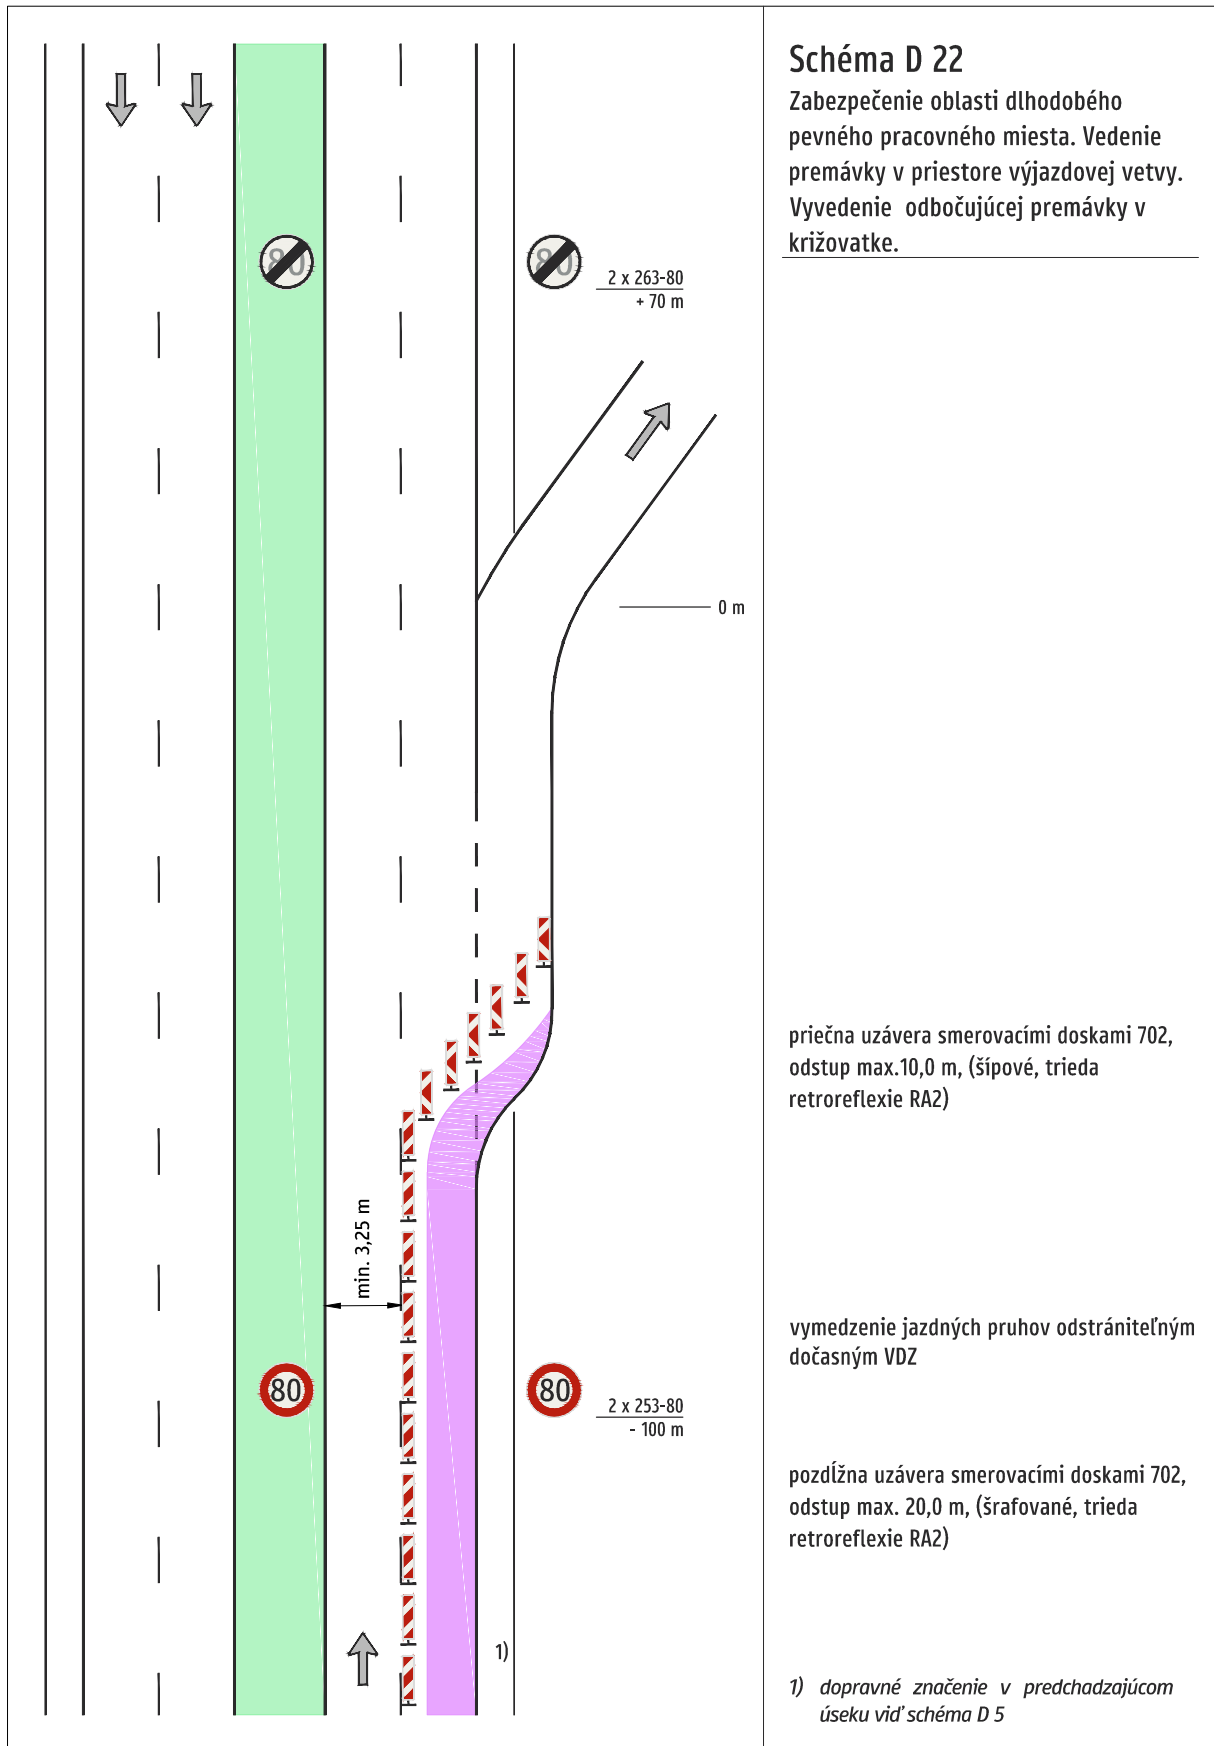 Schéma D 22
Zabezpečenie oblasti dlhodobého
pevného pracovného miesta. Vedenie
premávky v priestore výjazdovej vetvy.
Vyvedenie odbočujúcej premávky v
križovatke.
80
80
2 x 263-80
+ 70 m
0 m
priečna uzávera smerovacími doskami 702,
odstup max.10,0 m, (šípové, trieda
retroreflexie RA2)
min. 3,25 m
vymedzenie jazdných pruhov odstrániteľným
dočasným VDZ
80
80
2 x 253-80
- 100 m
pozdĺžna uzávera smerovacími doskami 702,
odstup max. 20,0 m, (šrafované, trieda
retroreflexie RA2)
1)
1) dopravné značenie v predchadzajúcom
úseku viď schéma D 5